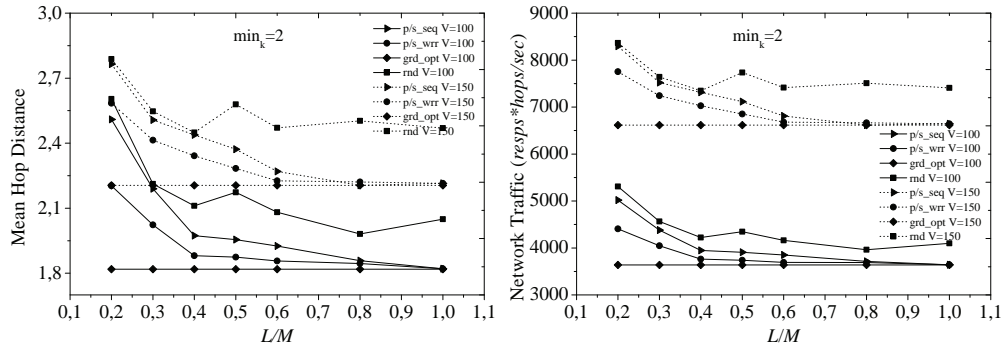 3,0
2,7
2,4
2,1
1,8
Mean Hop Distance
min_k=2
p/s_seq V=100
p/s_wrr V=100
grd_opt V=100
rnd V=100
p/s_seq V=150
p/s_wrr V=150
grd_opt V=150
rnd V=150
0,1 0,2 0,3 0,4 0,5 0,6 0,7 0,8 0,9 1,0 1,1
L/M
9000
8000
7000
6000
5000
4000
3000
Network Traffic (resps*hops/sec)
min_k=2
p/s_seq V=100
p/s_wrr V=100
grd_opt V=100
rnd V=100
p/s_seq V=150
p/s_wrr V=150
grd_opt V=150
rnd V=150
0,1 0,2 0,3 0,4 0,5 0,6 0,7 0,8 0,9 1,0 1,1
L/M